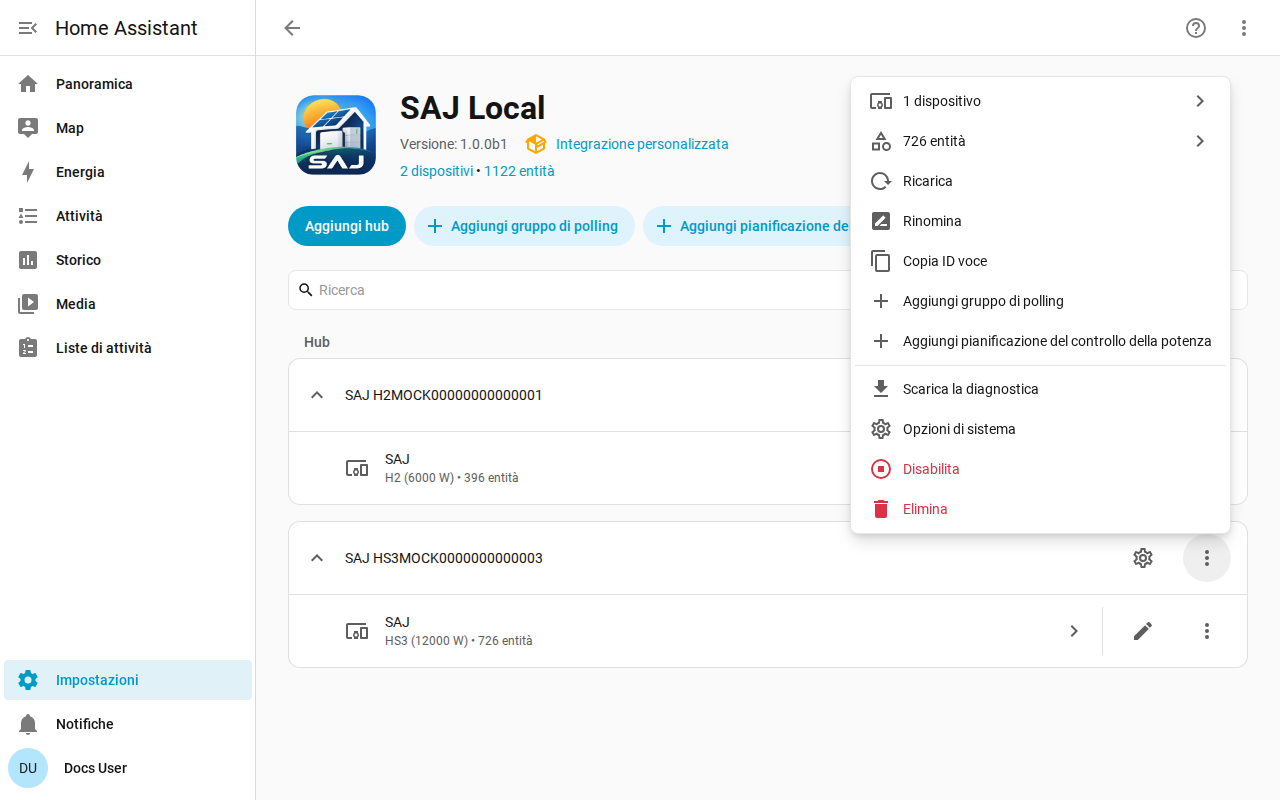 Home Assistant
Panoramica
Map
Energia
Attività
Storico
Media
Liste di attività
Impostazioni
Notifiche
DU
Docs User
SAJ
SAJ Local
Versione: 1.0.0b1
Integrazione personalizzata
2 dispositivi • 1122 entità
Aggiungi hub
Aggiungi gruppo di polling
Aggiungi pianificazione de
Ricerca
Hub
SAJ H2MOCK00000000000001
SAJ
H2 (6000 W) • 396 entità
SAJ HS3MOCK0000000000003
SAJ
HS3 (12000 W) • 726 entità
1 dispositivo
726 entità
Ricarica
Rinomina
Copia ID voce
Aggiungi gruppo di polling
Aggiungi pianificazione del controllo della potenza
Scarica la diagnostica
Opzioni di sistema
Disabilita
Elimina